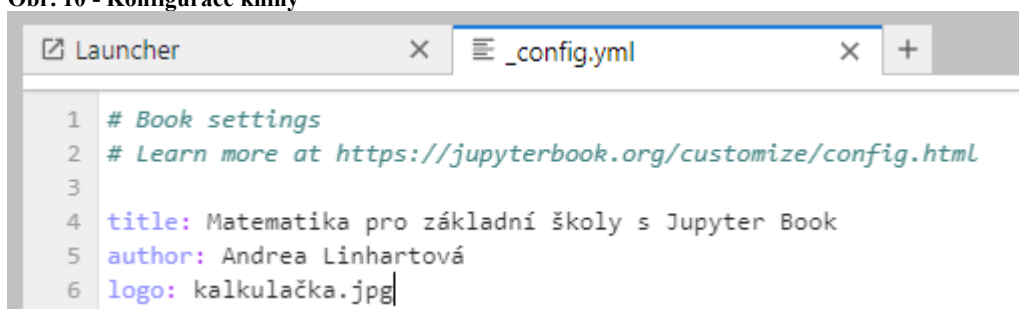 Obr. 10 - Konfigurace knihy
Launcher × _config.yml × +
1 # Book settings
2 # Learn more at https://jupyterbook.org/customize/config.html
3
4 title: Matematika pro základní školy s Jupyter Book
5 author: Andrea Linhartová
6 logo: kalkulačka.jpg